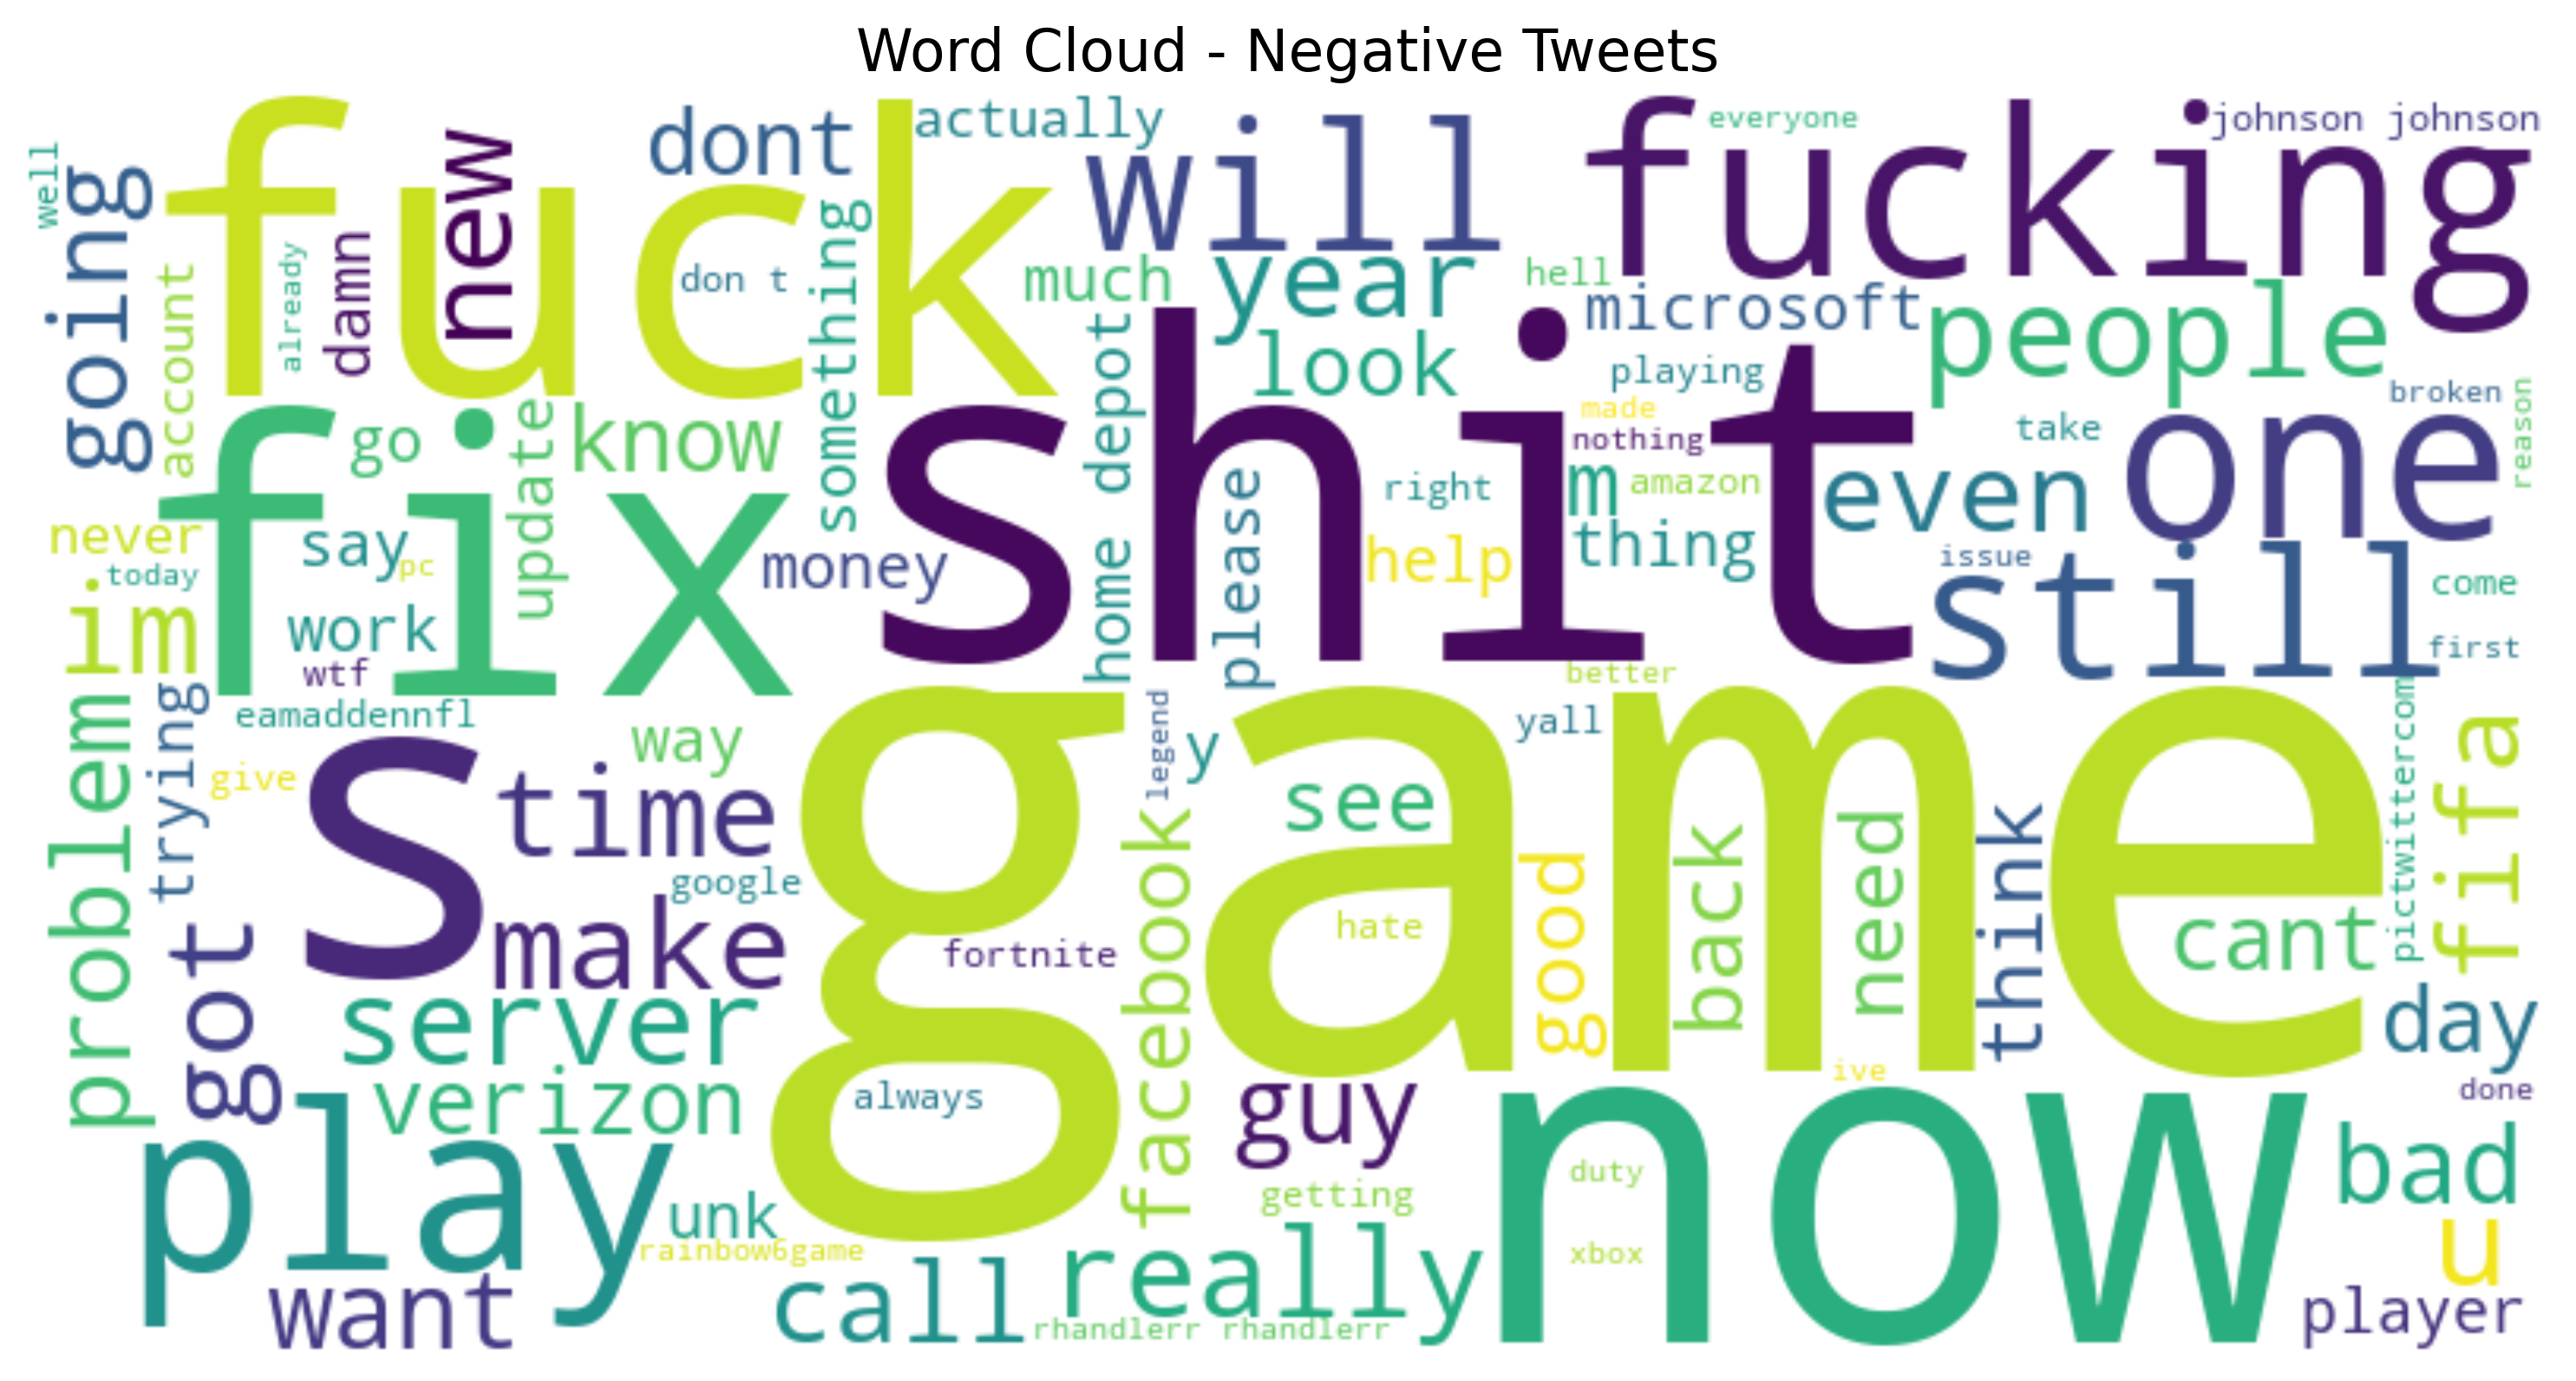 Word Cloud - Negative Tweets
well
going
fuck
new
dont
actually
will
fucking
everyone
johnson johnson
account
already
damn
don t
something
much
year
hell
microsoft
people
look
playing
home depot
shit
fix
go
update
know
made
nothing
take
broken
one
reason
never
say
pc
today
money
please
right
m
amazon
even
help
thing
issue
still
come
first
im
work
wtf
better
problem
trying
eamaddennfl
way
legend
y
yall
game
pictwittercom
fifa
give
s
time
see
google
make
facebook
good
back
need
think
hate
fortnite
cant
got
server
verizon
always
guy
ive
day
done
play
now
bad
unk
rainbow6game
getting
duty
xbox
u
want
call
really
rhandlerr rhandlerr
player